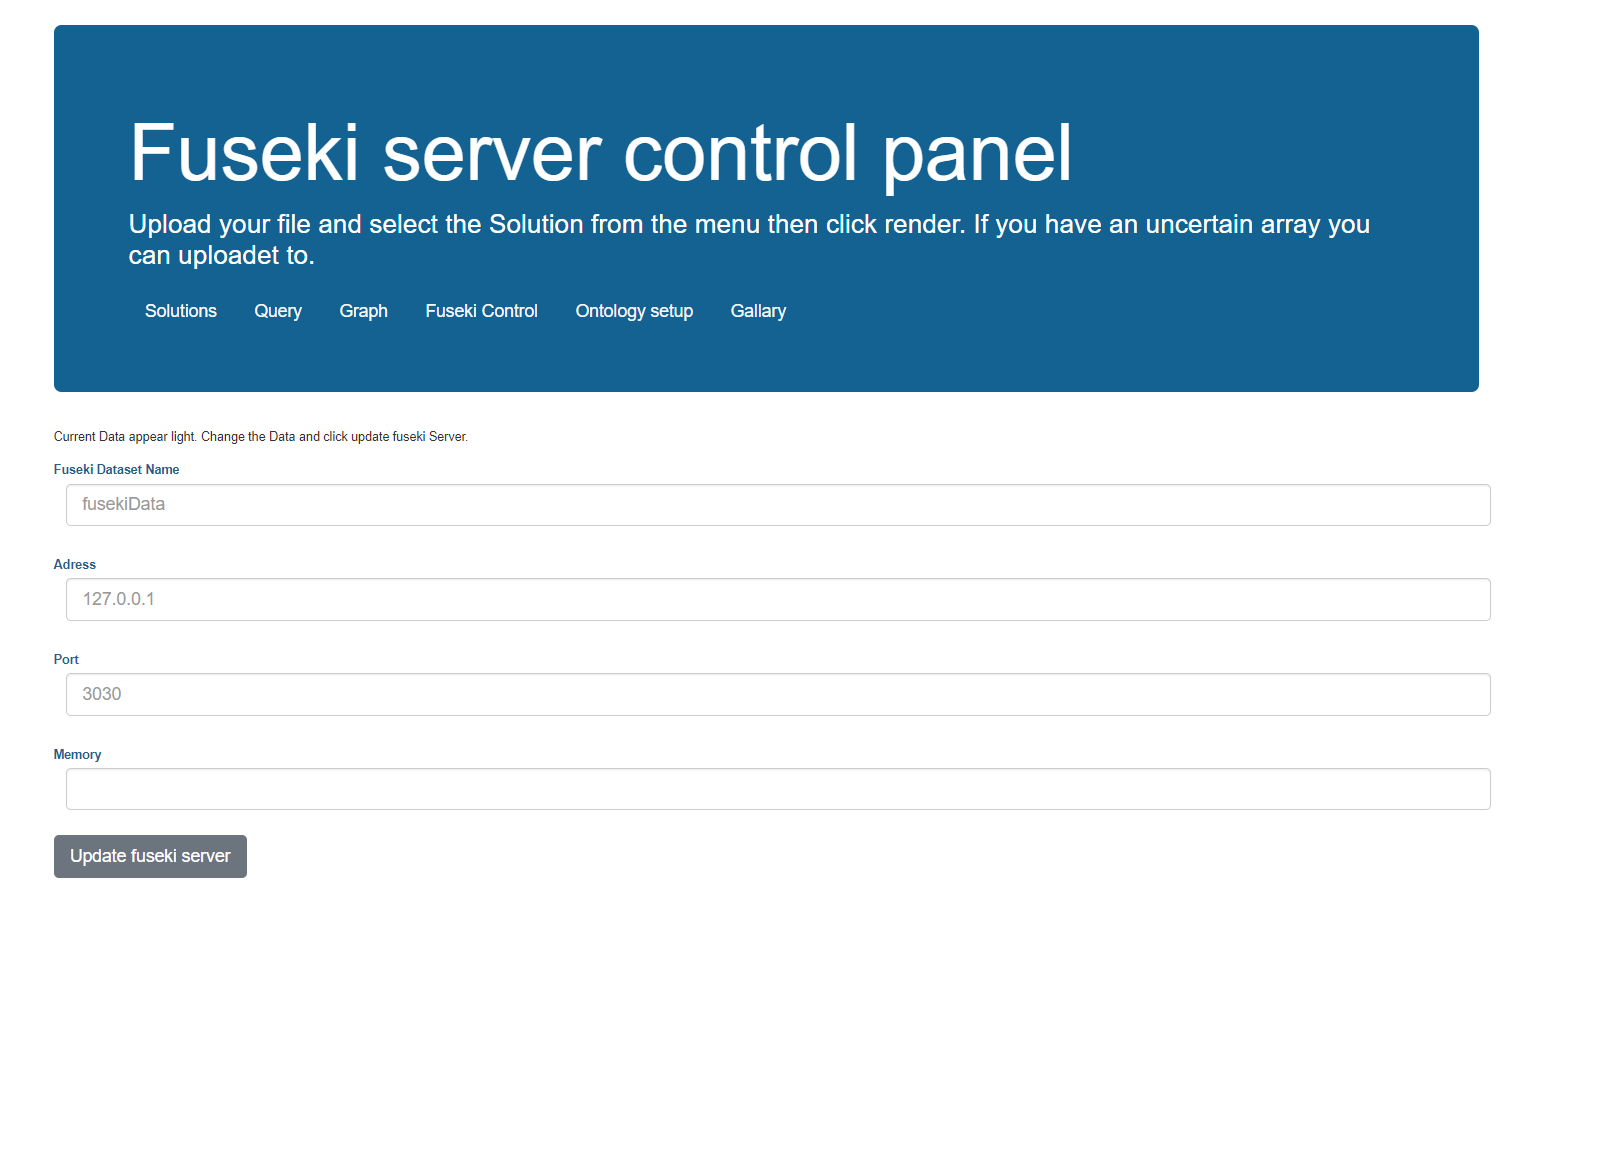 Fuseki server control panel
Upload your file and select the Solution from the menu then click render. If you have an uncertain array you
can uploadet to.
Solutions Query Graph Fuseki Control Ontology setup Gallary
Current Data appear light. Change the Data and click update fuseki Server.
Fuseki Dataset Name
fusekiData
Adress
127.0.0.1
Port
3030
Memory
Update fuseki server